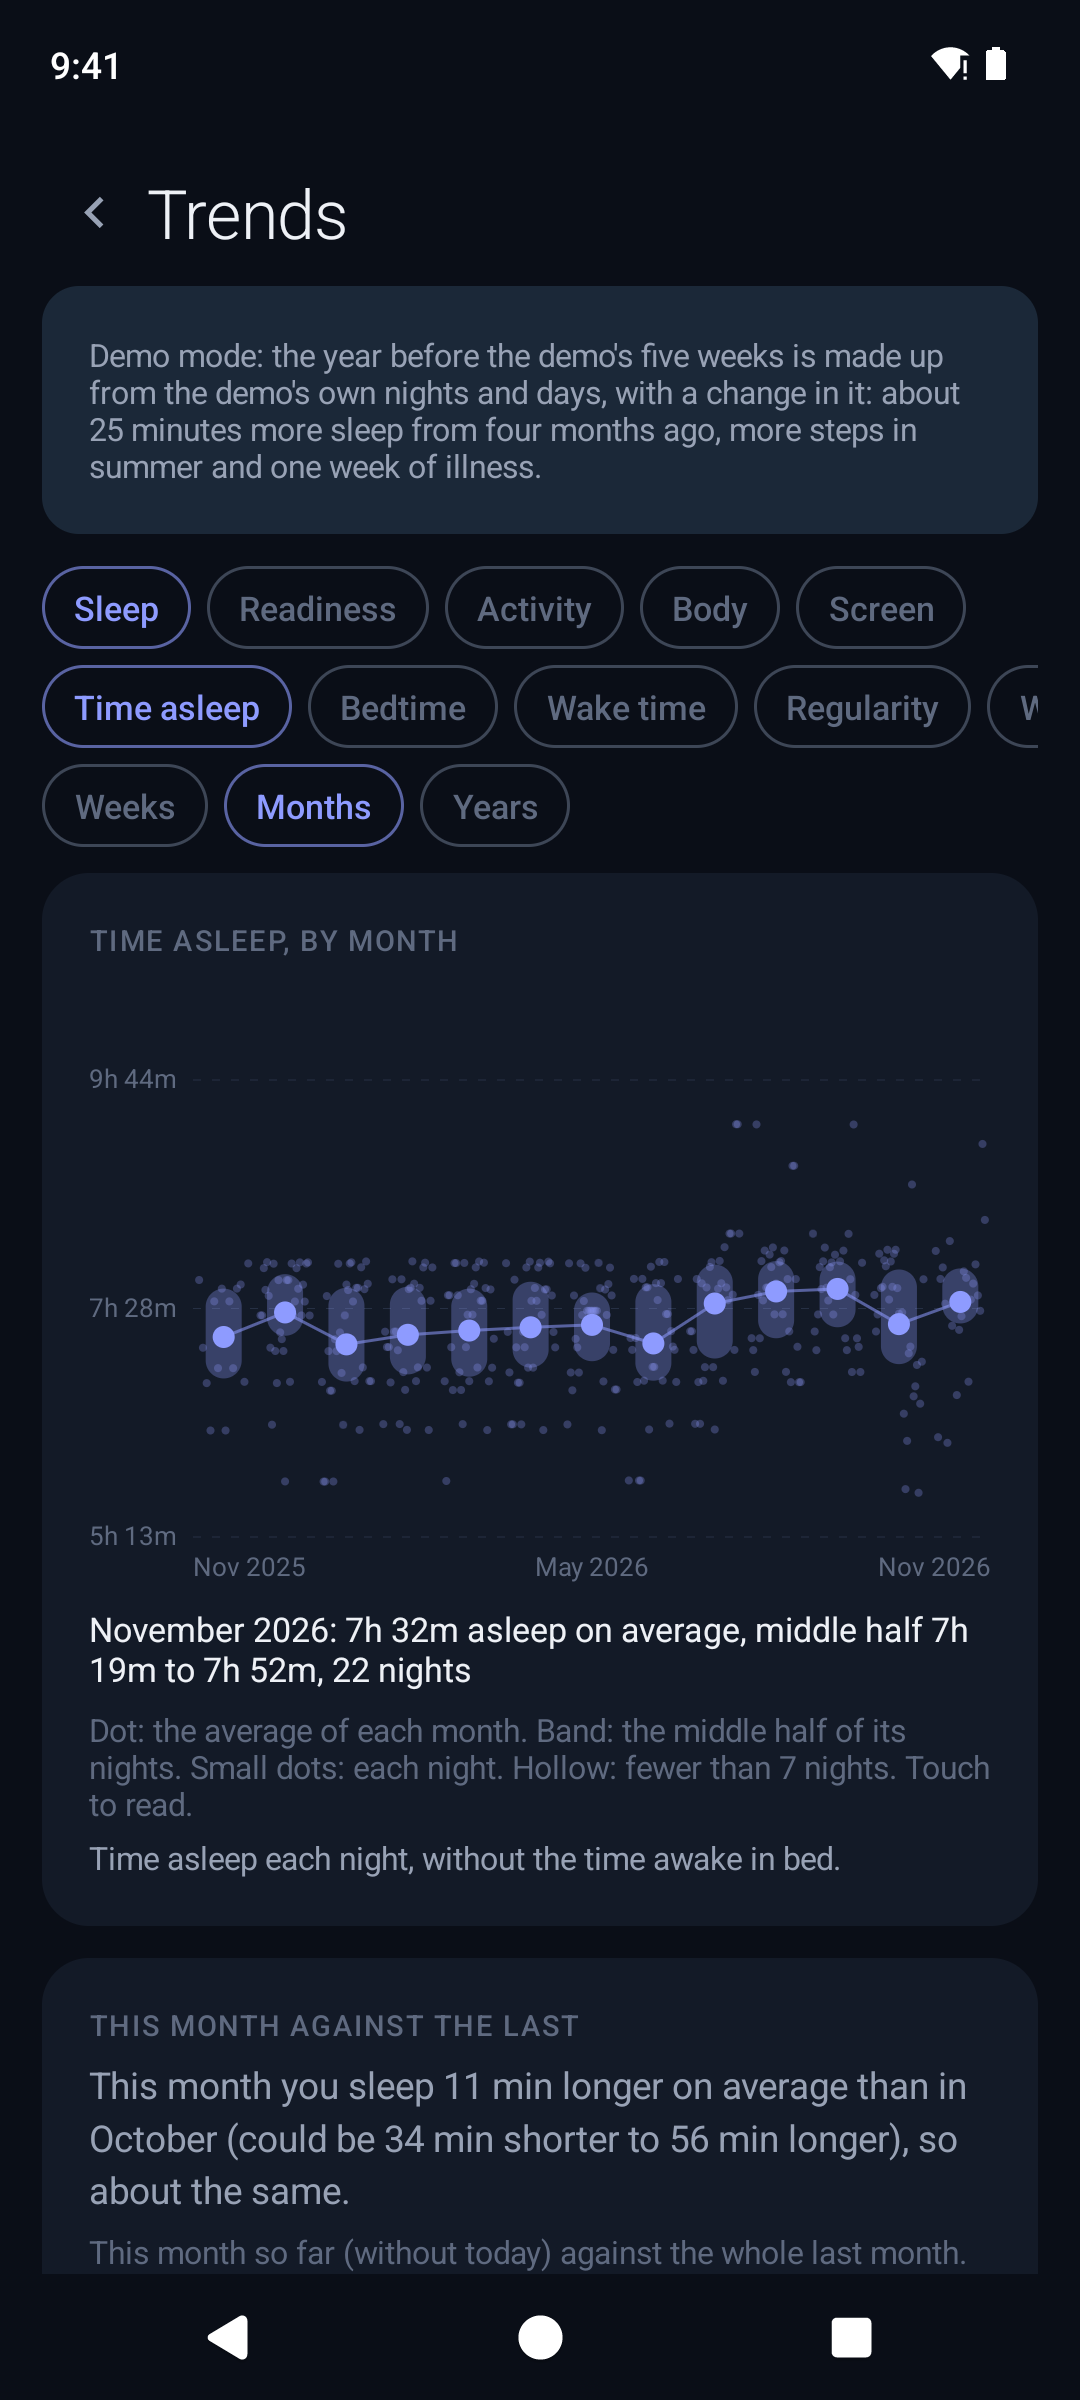 9:41
Trends
Demo mode: the year before the demo's five weeks is made up
from the demo's own nights and days, with a change in it: about
25 minutes more sleep from four months ago, more steps in
summer and one week of illness.
Sleep Readiness Activity Body Screen
Time asleep Bedtime Wake time Regularity
Weeks Months Years
TIME ASLEEP, BY MONTH
9h 44m
7h 28m
5h 13m
Nov 2025 May 2026 Nov 2026
November 2026: 7h 32m asleep on average, middle half 7h
19m to 7h 52m, 22 nights
Dot: the average of each month. Band: the middle half of its
nights. Small dots: each night. Hollow: fewer than 7 nights. Touch
to read.
Time asleep each night, without the time awake in bed.
THIS MONTH AGAINST THE LAST
This month you sleep 11 min longer on average than in
October (could be 34 min shorter to 56 min longer), so
about the same.
This month so far (without today) against the whole last month.